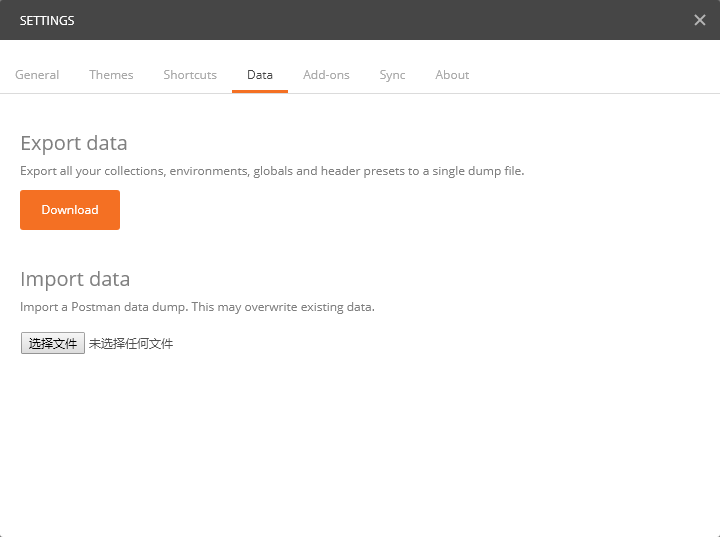 SETTINGS
General Themes Shortcuts Data Add-ons Sync About
Export data
Export all your collections, environments, globals and header presets to a single dump file.
Download
Import data
Import a Postman data dump. This may overwrite existing data.
选择文件 未选择任何文件